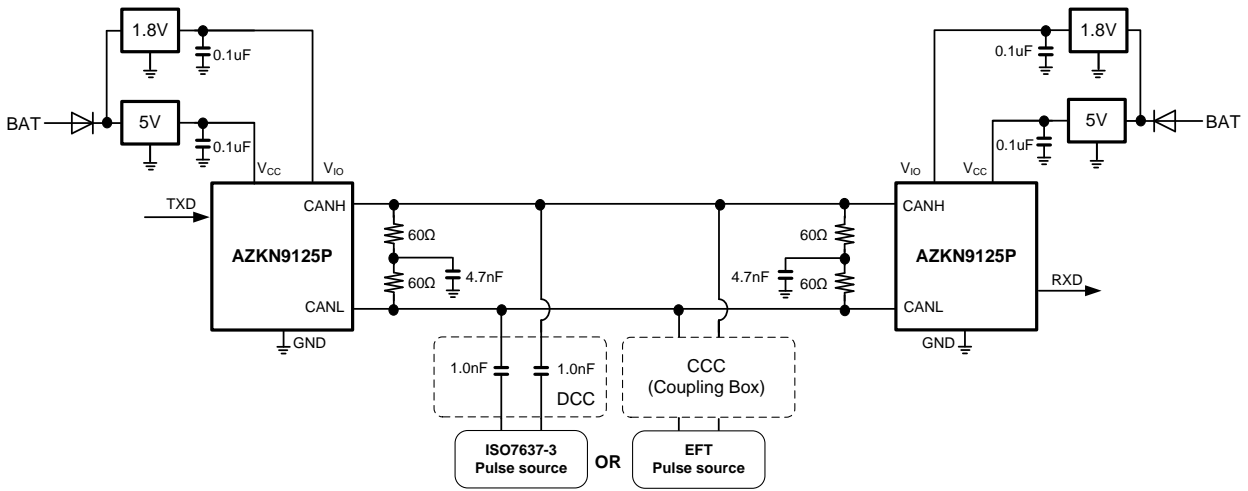 1.8V
0.1uF
BAT
5V
0.1uF
VCC
VIO
TXD
AZKN9125P
CANH
CANL
GND
60Ω
60Ω
4.7nF
1.8V
0.1uF
5V
BAT
0.1uF
VIO
VCC
CANH
AZKN9125P
CANL
RXD
GND
60Ω
4.7nF
60Ω
1.0nF
1.0nF
DCC
CCC
(Coupling Box)
ISO7637-3
Pulse source
OR
EFT
Pulse source